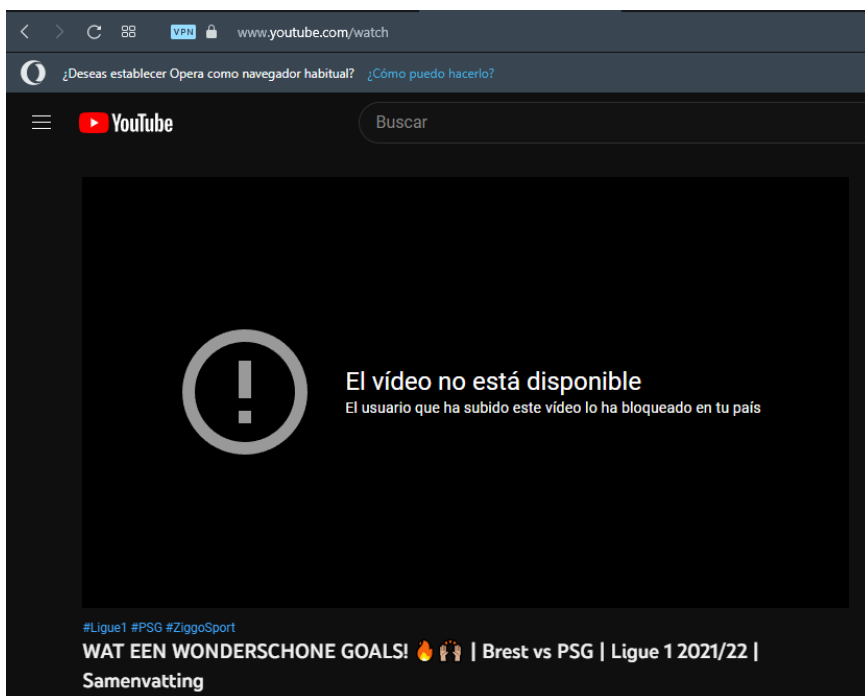 VPN www.youtube.com/watch
¿Deseas establecer Opera como navegador habitual? ¿Cómo puedo hacerlo?
YouTube Buscar
El vídeo no está disponible
El usuario que ha subido este vídeo lo ha bloqueado en tu país
#Ligue1 #PSG #ZiggoSport
WAT EEN WONDERSCHONE GOALS! 🔥 🙌🏾 | Brest vs PSG | Ligue 1 2021/22 |
Samenvatting